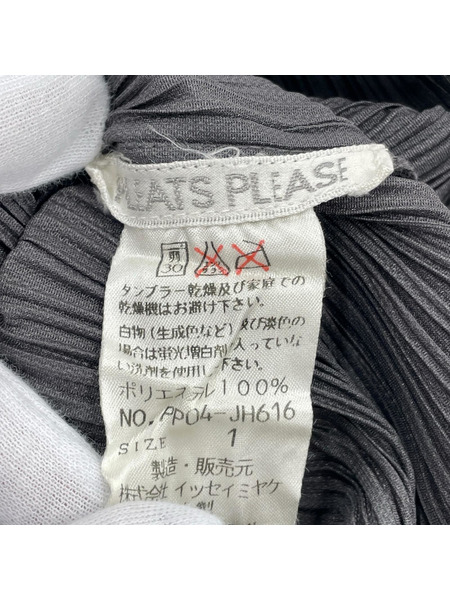 PLEATS PLEASE
弱
30
タンブラー乾燥及び家庭での
乾燥はお避け下さい。
白物(生成色など)及び淡色の
場合は蛍光増白剤が入っていな
い洗剤を使用して下さい。
ポリエステル100%
NO. PP04-JH616
SIZE 1
製造・販売元
株式会社 イッセイミヤケ